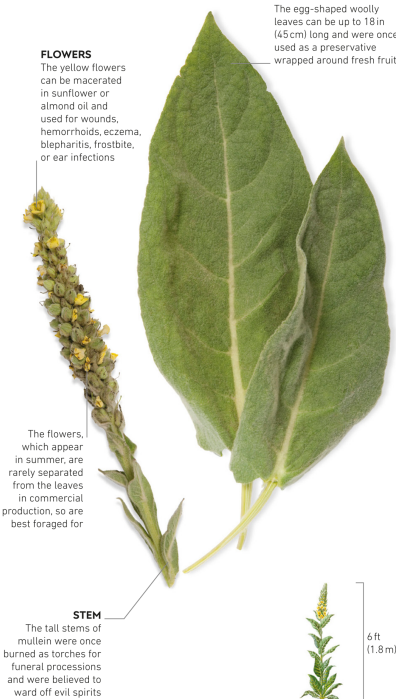 The egg-shaped woolly
leaves can be up to 18 in
(45 cm) long and were once
used as a preservative
wrapped around fresh fruit
FLOWERS
The yellow flowers
can be macerated
in sunflower or
almond oil and
used for wounds,
hemorrhoids, eczema,
blepharitis, frostbite,
or ear infections
The flowers,
which appear
in summer, are
rarely separated
from the leaves
in commercial
production, so are
best foraged for
STEM
The tall stems of
mullein were once
burned as torches for
funeral processions
and were believed to
ward off evil spirits
6 ft
(1.8 m)